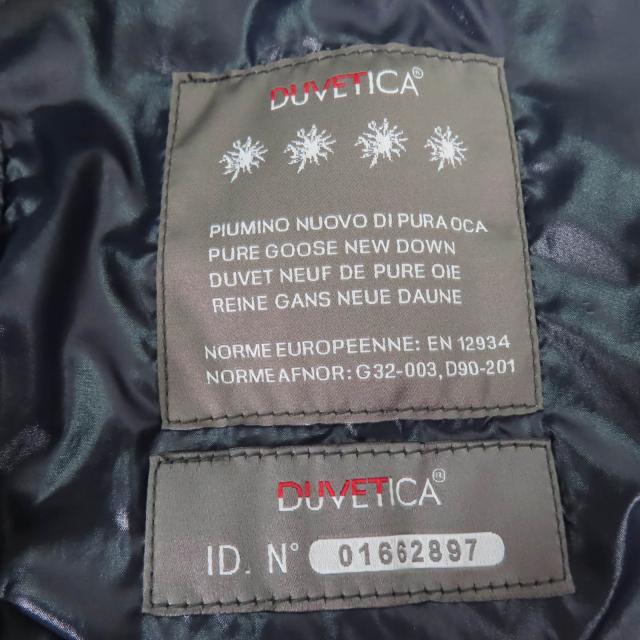 DUVETICA®
PIUMINO NUOVO DI PURA OCA
PURE GOOSE NEW DOWN
DUVET NEUF DE PURE OIE
REINE GANS NEUE DAUNE
NORME EUROPEENNE: EN 12934
NORME AFNOR: G32-003, D90-201
DUVETICA®
ID. N° 01662897